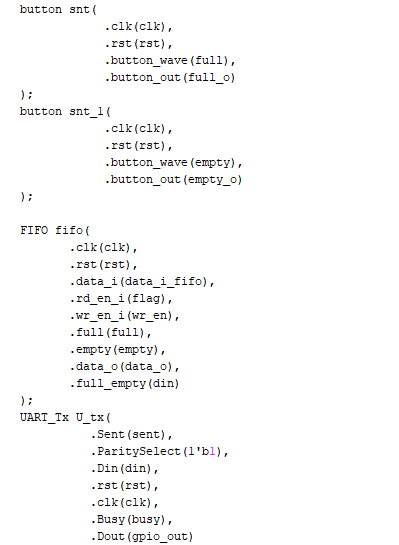 button snt(
.clk(clk),
.rst(rst),
.button_wave(full),
.button_out(full_o)
);
button snt_1(
.clk(clk),
.rst(rst),
.button_wave(empty),
.button_out(empty_o)
);
FIFO fifo(
.clk(clk),
.rst(rst),
.data_i(data_i_fifo),
.rd_en_i(flag),
.wr_en_i(wr_en),
.full(full),
.empty(empty),
.data_o(data_o),
.full_empty(din)
);
UART_Tx U_tx(
.Sent(sent),
.ParitySelect(1'b1),
.Din(din),
.rst(rst),
.clk(clk),
.Busy(busy),
.Dout(gpio_out)